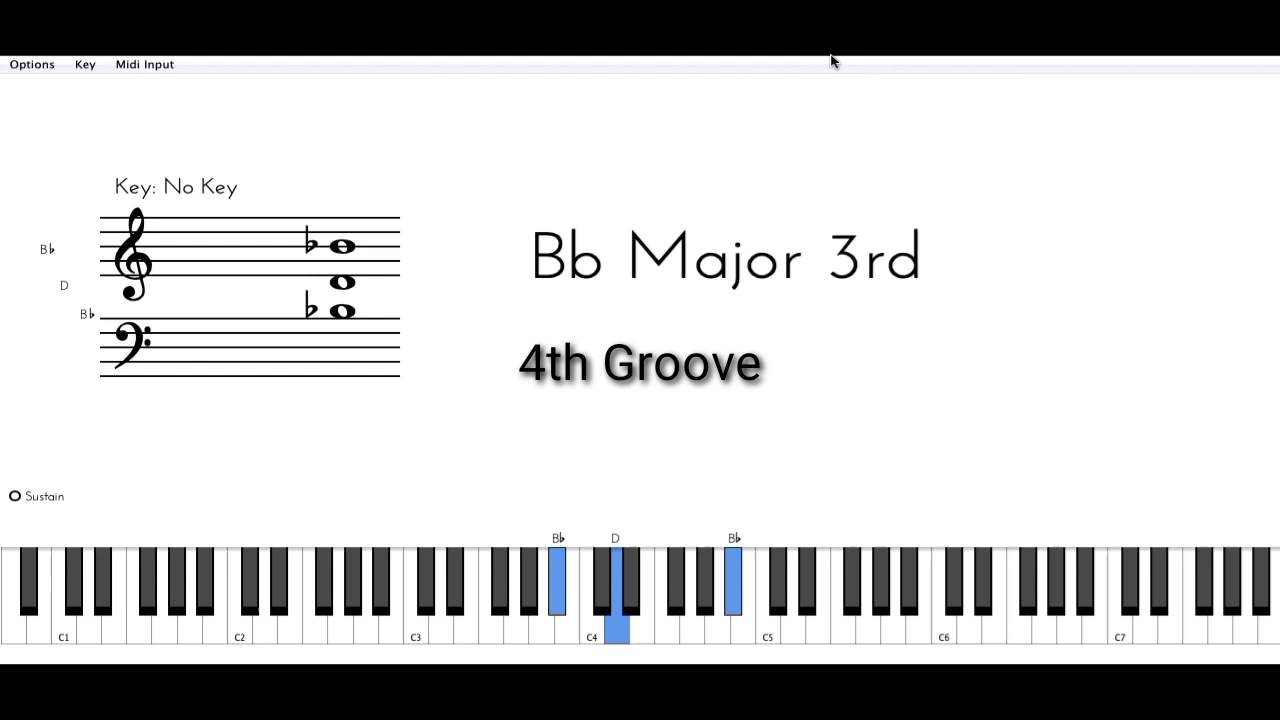 Options Key Midi Input
Key: No Key
B♭
D
B♭
Bb Major 3rd
4th Groove
Sustain
B♭ D B♭
C1 C2 C3 C4 C5 C6 C7